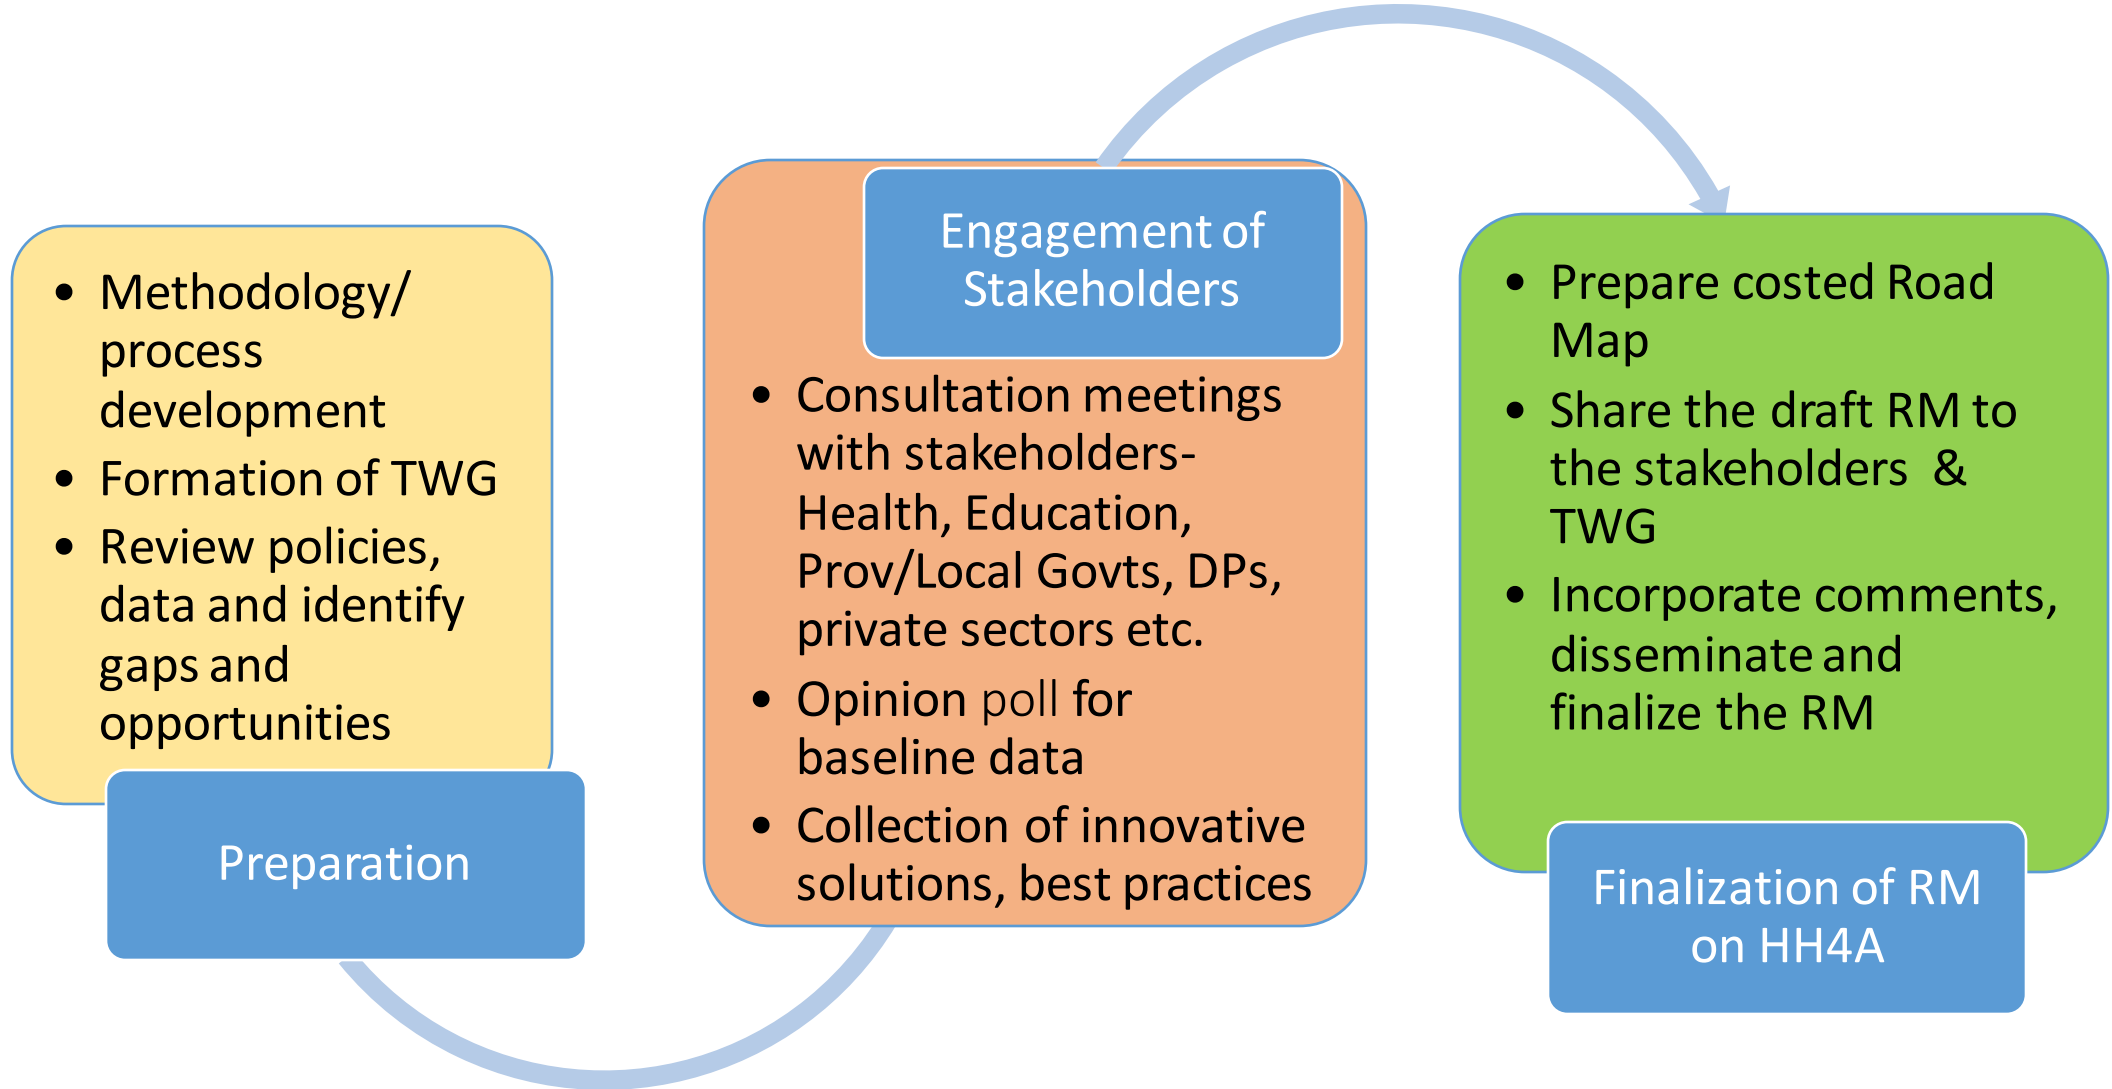 • Methodology/
process
development
• Formation of TWG
• Review policies,
data and identify
gaps and
opportunities
Preparation
Engagement of
Stakeholders
• Consultation meetings
with stakeholders-
Health, Education,
Prov/Local Govts, DPs,
private sectors etc.
• Opinion poll for
baseline data
• Collection of innovative
solutions, best practices
• Prepare costed Road
Map
• Share the draft RM to
the stakeholders  &
TWG
• Incorporate comments,
disseminate and
finalize the RM
Finalization of RM
on HH4A